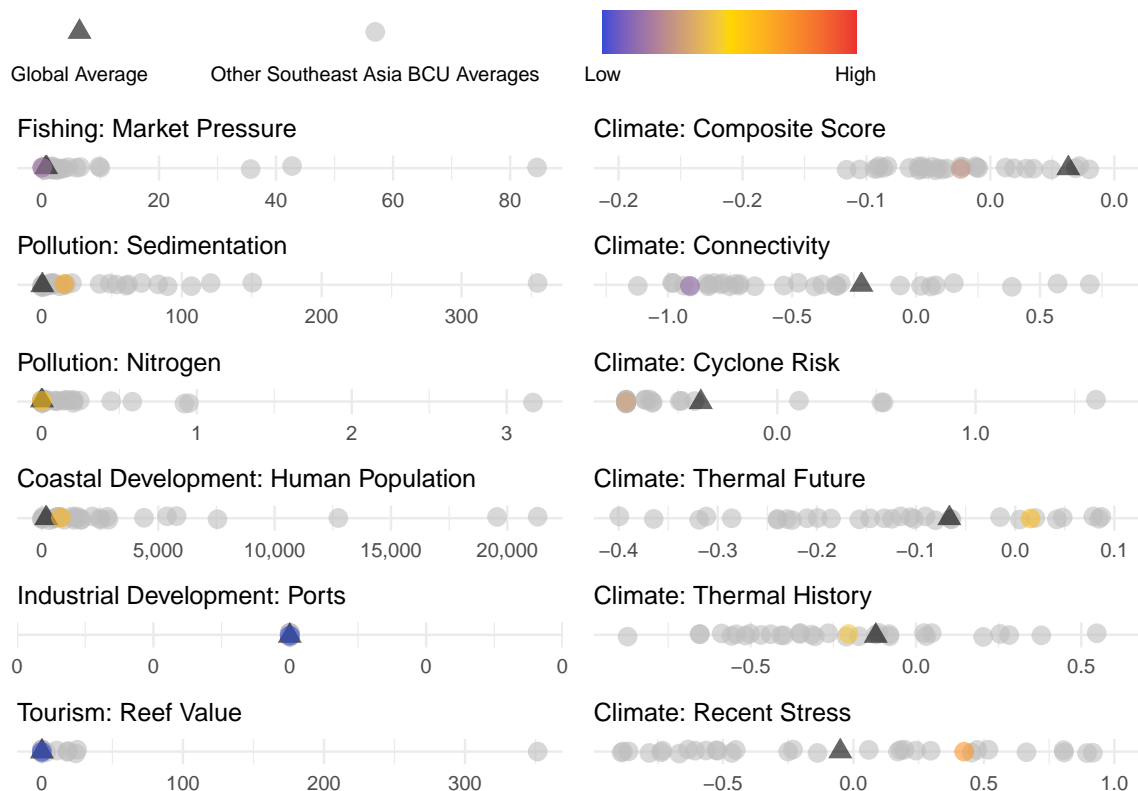 Global Average
Other Southeast Asia BCU Averages
Low
High
Fishing: Market Pressure
0 20 40 60 80
Pollution: Sedimentation
0 100 200 300
Pollution: Nitrogen
0 1 2 3
Coastal Development: Human Population
0 5,000 10,000 15,000 20,000
Industrial Development: Ports
0 0 0 0 0
Tourism: Reef Value
0 100 200 300
Climate: Composite Score
−0.2 −0.2 −0.1 0.0 0.0
Climate: Connectivity
−1.0 −0.5 0.0 0.5
Climate: Cyclone Risk
0.0 1.0
Climate: Thermal Future
−0.4 −0.3 −0.2 −0.1 0.0 0.1
Climate: Thermal History
−0.5 0.0 0.5
Climate: Recent Stress
−0.5 0.0 0.5 1.0